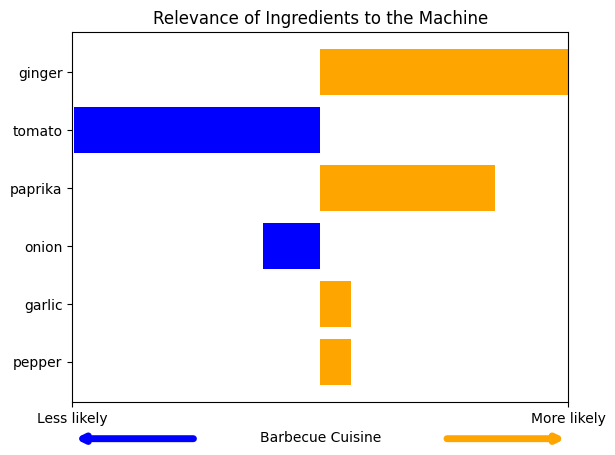 Relevance of Ingredients to the Machine
ginger
tomato
paprika
onion
garlic
pepper
Less likely More likely
Barbecue Cuisine